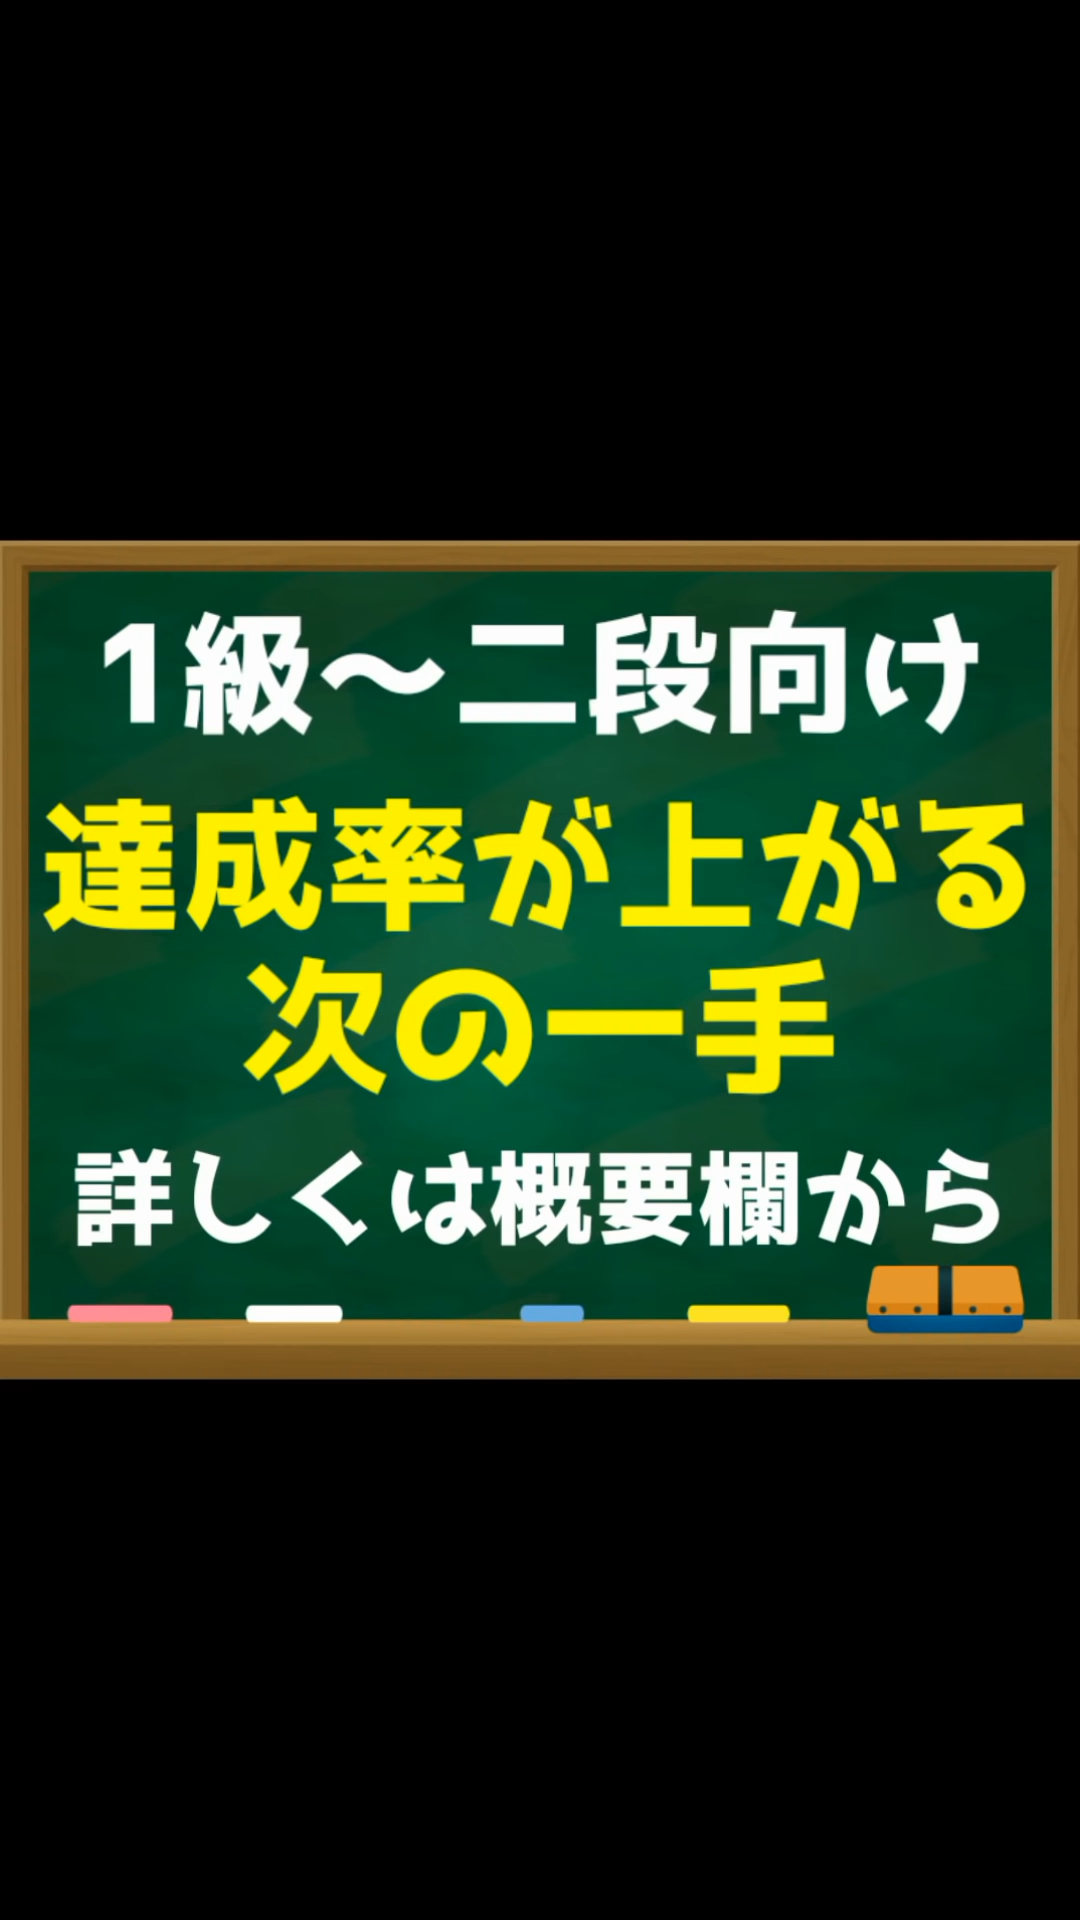 1級～二段向け
達成率が上がる
次の一手
詳しくは概要欄から